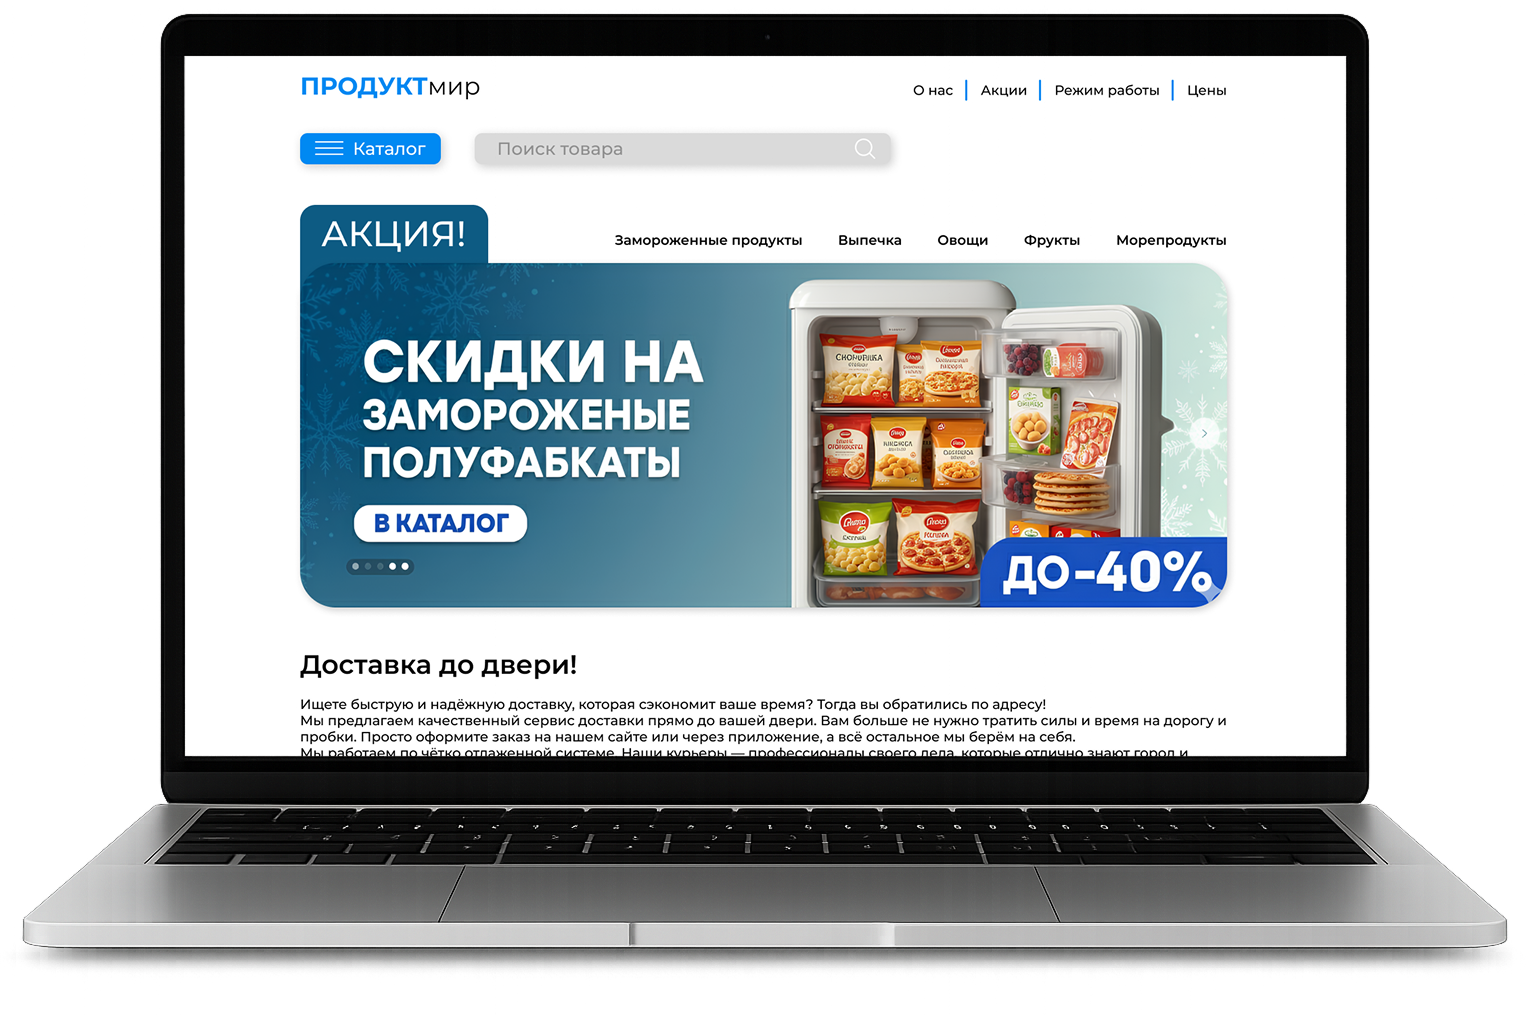 ПРОДУКТмир
О нас
Акции
Режим работы
Цены
Каталог
Поиск товара
АКЦИЯ!
Замороженные продукты
Выпечка
Овощи
Фрукты
Морепродукты
СКИДКИ НА
ЗАМОРОЖЕНЫЕ
ПОЛУФАБКАТЫ
В КАТАЛОГ
ДО-40%
Доставка до двери!
Ищете быструю и надёжную доставку, которая сэкономит ваше время? Тогда вы обратились по адресу!
Мы предлагаем качественный сервис доставки прямо до вашей двери. Вам больше не нужно тратить силы и время на дорогу и
пробки. Просто оформите заказ на нашем сайте или через приложение, а всё остальное мы берём на себя.
Мы работаем по чётко отлаженной системе. Наши курьеры — профессионалы своего дела, которые отлично знают город и